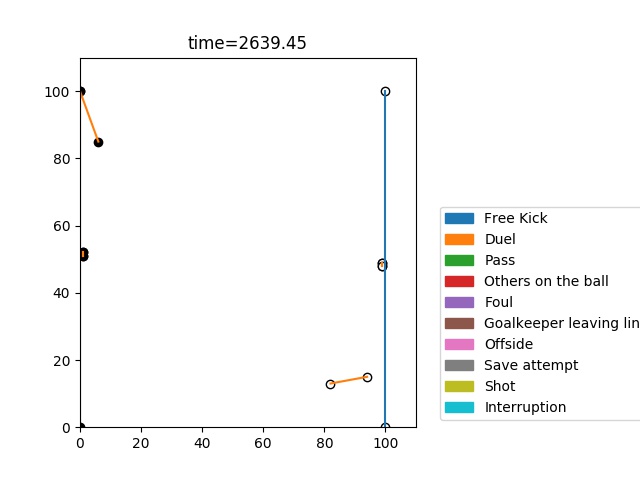 time=2639.45
100
80
60
40
20
0
0 20 40 60 80 100
Free Kick
Duel
Pass
Others on the ball
Foul
Goalkeeper leaving lin
Offside
Save attempt
Shot
Interruption